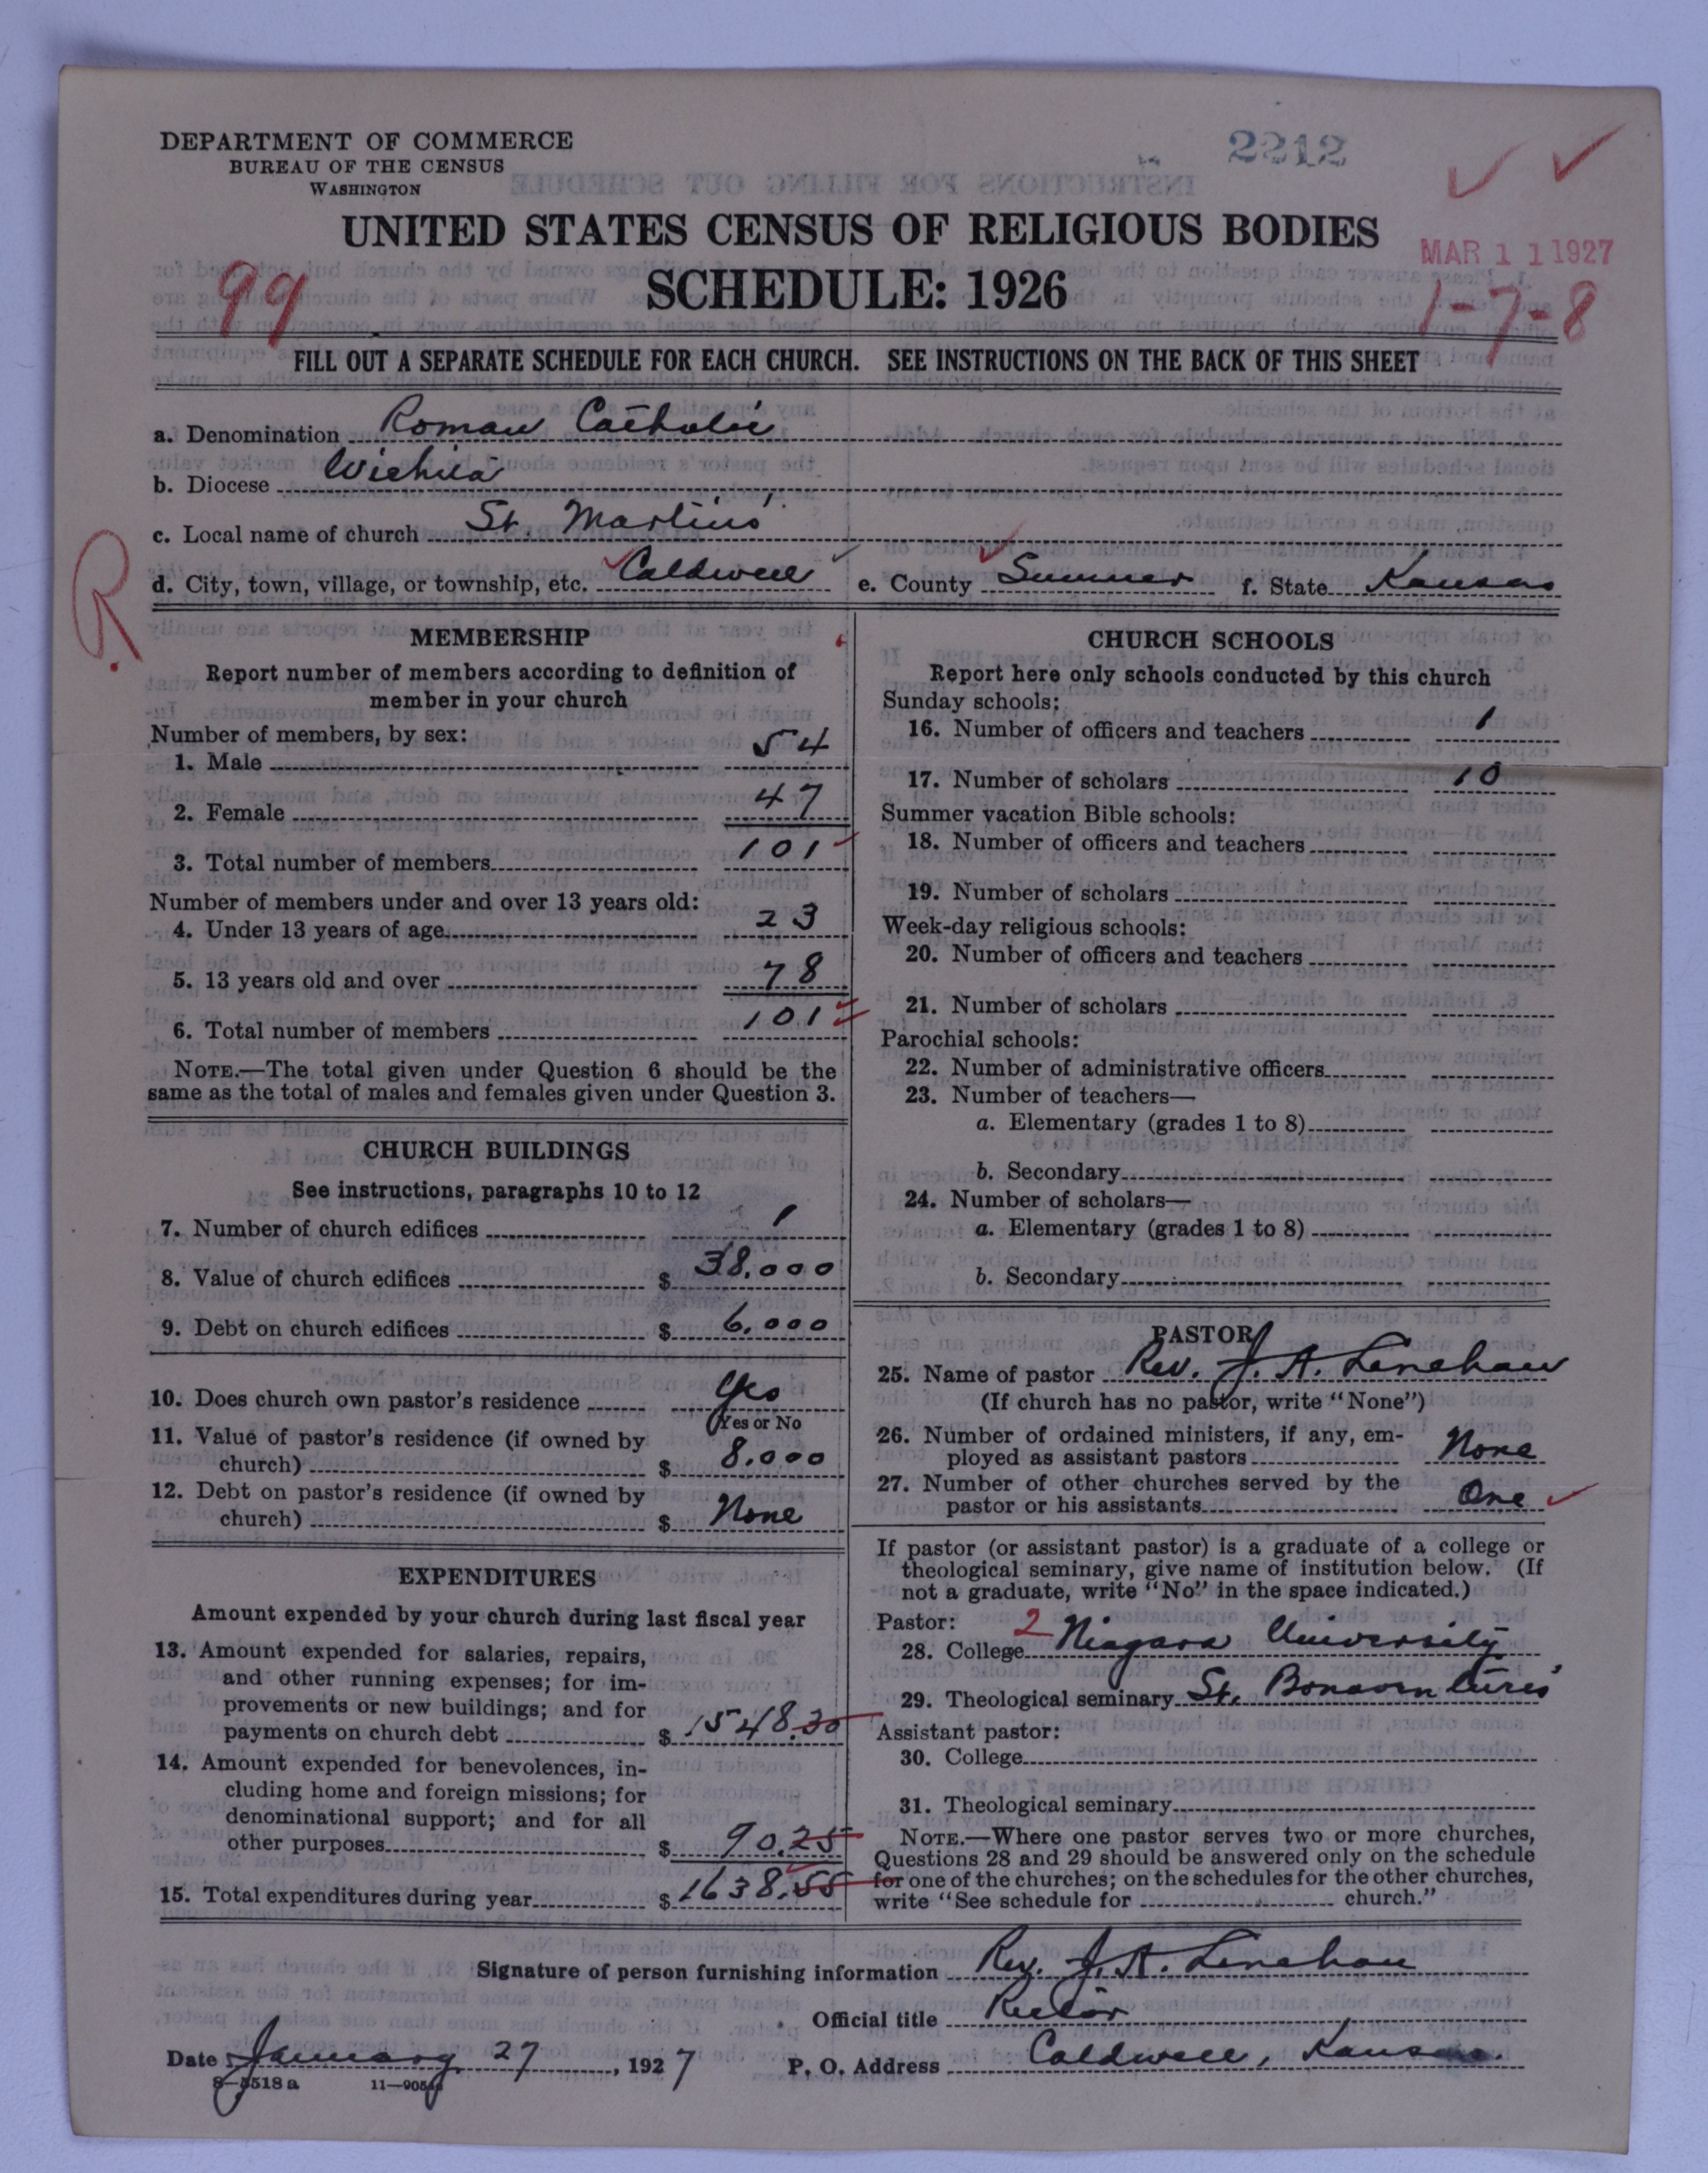 DEPARTMENT OF COMMERCE
BUREAU OF THE CENSUS
WASHINGTON
2212
UNITED STATES CENSUS OF RELIGIOUS BODIES
MAR 11 1927
99
SCHEDULE: 1926
1-7-8
FILL OUT A SEPARATE SCHEDULE FOR EACH CHURCH. SEE INSTRUCTIONS ON THE BACK OF THIS SHEET
a. Denomination Roman Catholic
b. Diocese Wichita
c. Local name of church St. Martins'
R.
d. City, town, village, or township, etc. Caldwell e. County Sumner f. State Kansas
MEMBERSHIP
Report number of members according to definition of
member in your church
Number of members, by sex:
1. Male 54
2. Female 47
3. Total number of members 101
Number of members under and over 13 years old:
4. Under 13 years of age 23
5. 13 years old and over 78
6. Total number of members 101
NOTE.—The total given under Question 6 should be the
same as the total of males and females given under Question 3.
CHURCH BUILDINGS
See instructions, paragraphs 10 to 12
7. Number of church edifices 1
8. Value of church edifices $ 38.000
9. Debt on church edifices $ 6.000
10. Does church own pastor's residence Yes
(Yes or No
11. Value of pastor's residence (if owned by
church) $ 8.000
12. Debt on pastor's residence (if owned by
church) $ None
EXPENDITURES
Amount expended by your church during last fiscal year
13. Amount expended for salaries, repairs,
and other running expenses; for im-
provements or new buildings; and for
payments on church debt $ 1548.30
14. Amount expended for benevolences, in-
cluding home and foreign missions; for
denominational support; and for all
other purposes $ 90.25
15. Total expenditures during year $ 1638.55
CHURCH SCHOOLS
Report here only schools conducted by this church
Sunday schools:
16. Number of officers and teachers 1
17. Number of scholars 10
Summer vacation Bible schools:
18. Number of officers and teachers
19. Number of scholars
Week-day religious schools:
20. Number of officers and teachers
21. Number of scholars
Parochial schools:
22. Number of administrative officers
23. Number of teachers—
a. Elementary (grades 1 to 8)
b. Secondary
24. Number of scholars—
a. Elementary (grades 1 to 8)
b. Secondary
PASTOR
25. Name of pastor Rev. J. A. Lenehan
(If church has no pastor, write "None")
26. Number of ordained ministers, if any, em-
ployed as assistant pastors None
27. Number of other churches served by the
pastor or his assistants One
If pastor (or assistant pastor) is a graduate of a college or
theological seminary, give name of institution below. (If
not a graduate, write "No" in the space indicated.)
Pastor: 2
28. College Niagara University
29. Theological seminary St. Bonaventures'
Assistant pastor:
30. College
31. Theological seminary
NOTE.—Where one pastor serves two or more churches,
Questions 28 and 29 should be answered only on the schedule
for one of the churches; on the schedules for the other churches,
write "See schedule for church."
Signature of person furnishing information Rev. J. A. Lenehan
Official title Rector
Date January 27, 1927 P. O. Address Caldwell, Kansas.
8-5518 a 11-905